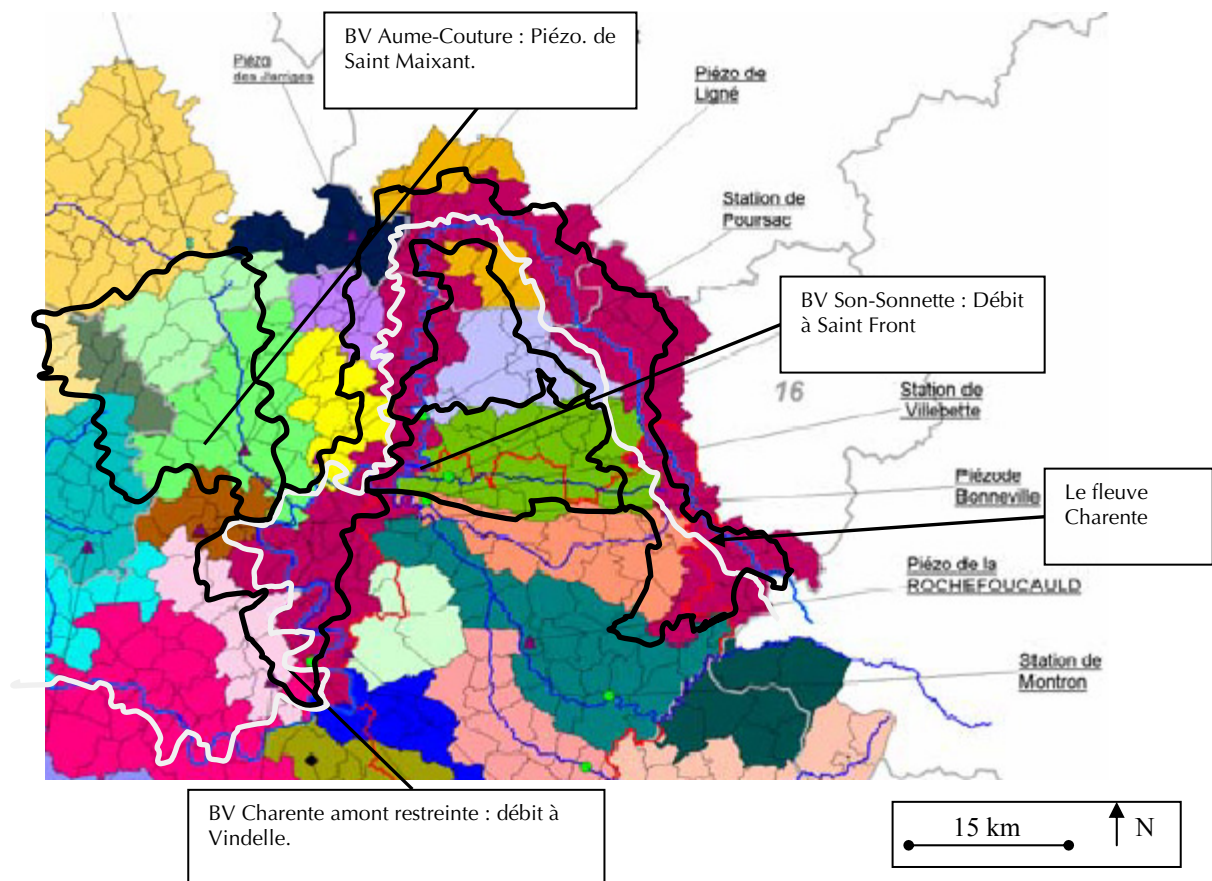 BV Aume-Couture : Piézo. de
Saint Maixant.
Piézo
des Jarriges
Piézo de
Ligné
Station de
Poursac
BV Son-Sonnette : Débit
à Saint Front
16
Station de
Villebette
Piézode
Bonneville
Le fleuve
Charente
Piézo de la
ROCHEFOUCAULD
Station de
Montron
BV Charente amont restreinte : débit à
Vindelle.
15 km
N